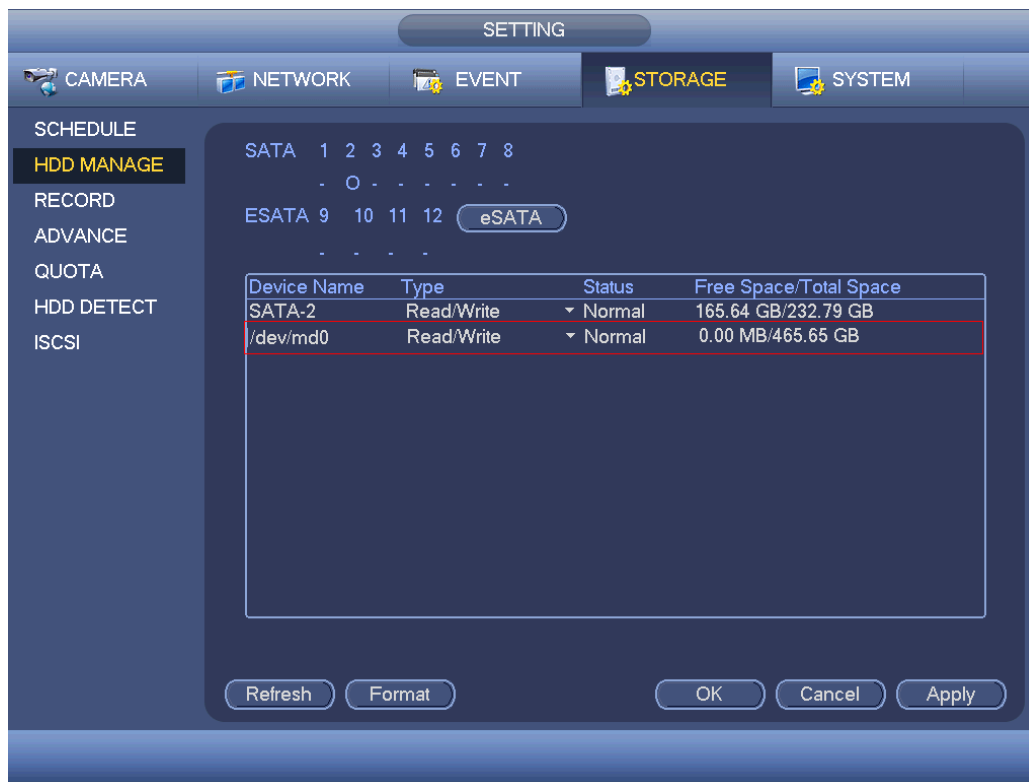 SETTING
CAMERA NETWORK EVENT STORAGE SYSTEM
SCHEDULE
HDD MANAGE
RECORD
ADVANCE
QUOTA
HDD DETECT
ISCSI
SATA 1 2 3 4 5 6 7 8
- O - - - - - -
ESATA 9 10 11 12 eSATA
- - - -
Device Name Type Status Free Space/Total Space
SATA-2 Read/Write Normal 165.64 GB/232.79 GB
/dev/md0 Read/Write Normal 0.00 MB/465.65 GB
Refresh Format OK Cancel Apply